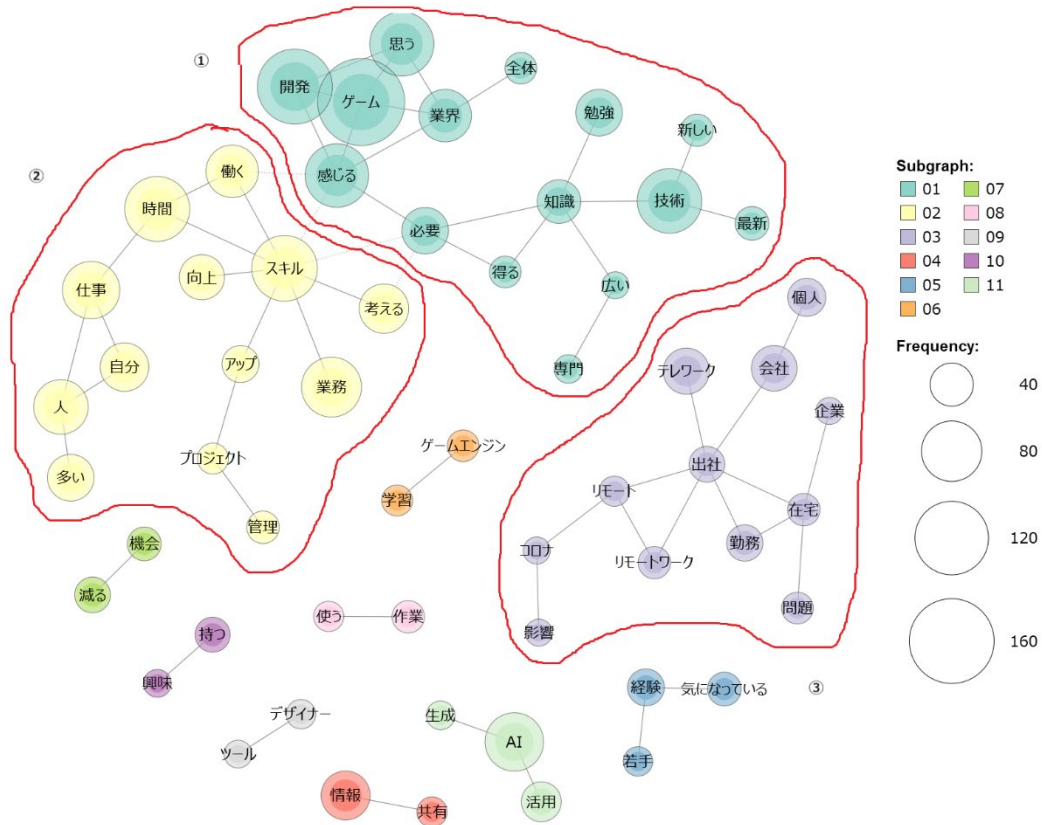 ①
思う
開発
ゲーム
業界
全体
勉強
新しい
感じる
知識
技術
必要
最新
得る
広い
専門
②
働く
時間
スキル
向上
仕事
考える
自分
アップ
業務
人
プロジェクト
多い
管理
個人
テレワーク
会社
企業
出社
リモート
在宅
コロナ
リモートワーク
勤務
問題
影響
③
ゲームエンジン
学習
機会
減る
使う
作業
持つ
興味
デザイナー
ツール
生成
AI
活用
情報
共有
経験
気になっている
若手
Subgraph:
01
07
02
08
03
09
04
10
05
11
06
Frequency:
40
80
120
160